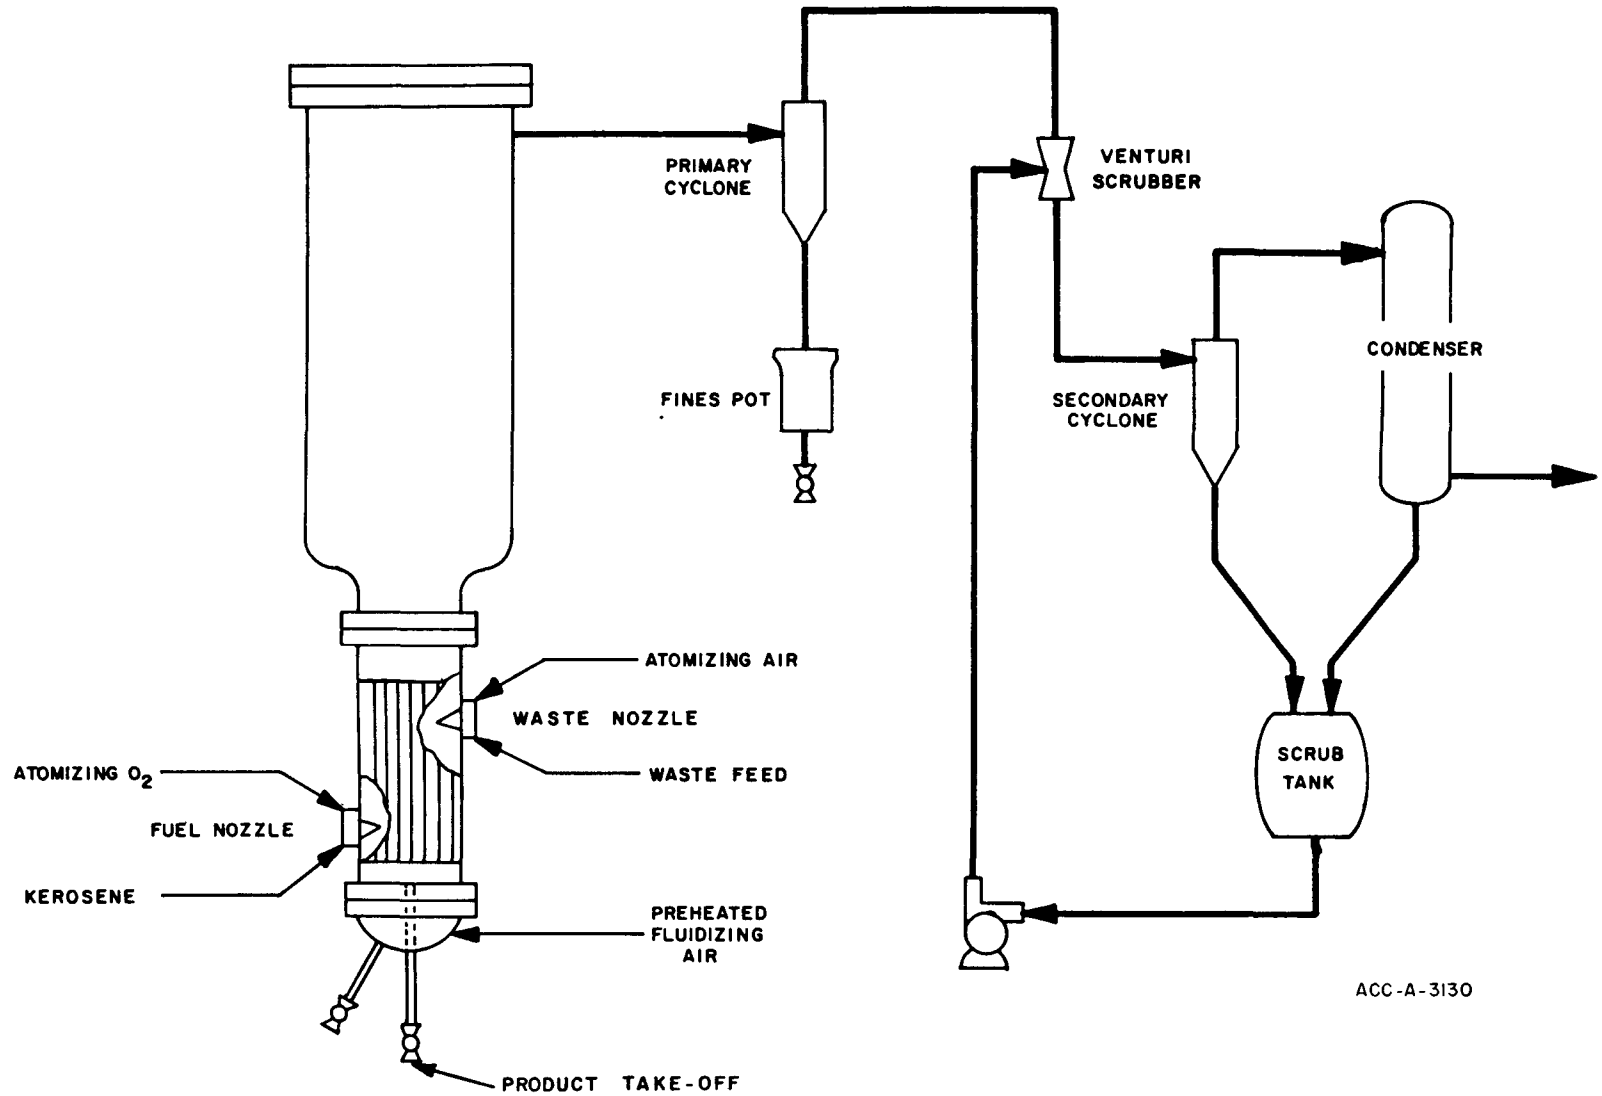 VENTURI
SCRUBBER
PRIMARY
CYCLONE
CONDENSER
FINES POT
SECONDARY
CYCLONE
ATOMIZING AIR
WASTE NOZZLE
WASTE FEED
SCRUB
TANK
ATOMIZING O2
FUEL NOZZLE
KEROSENE
PREHEATED
FLUIDIZING
AIR
ACC-A-3130
PRODUCT TAKE-OFF